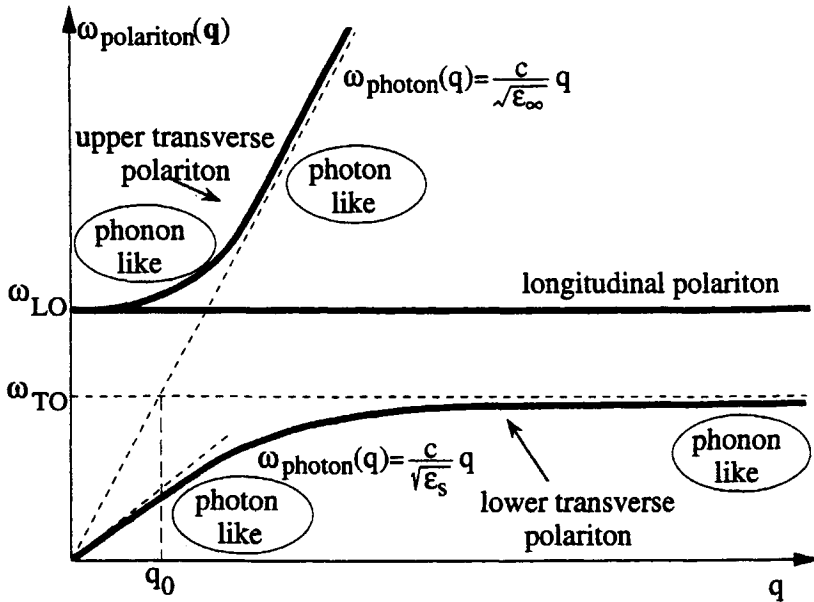 ω_polariton(q)
ω_photon(q)= c/√ε_∞ q
upper transverse
polariton
photon
like
phonon
like
longitudinal polariton
ω_LO
ω_TO
ω_photon(q)= c/√ε_s q
phonon
like
photon
like
lower transverse
polariton
q_0
q